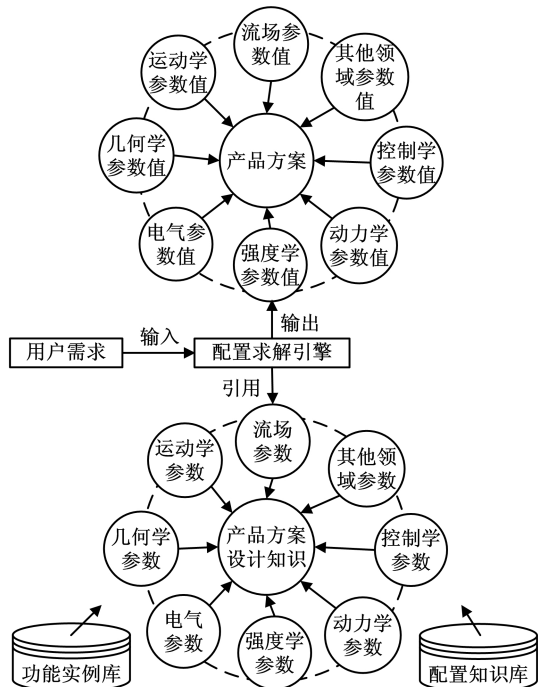 流场参
数值
运动学
参数值
其他领
域参数
值
几何学
参数值
产品方案
控制学
参数值
电气参
数值
强度学
参数值
动力学
参数值
输出
输入
用户需求
配置求解引擎
引用
流场
参数
运动学
参数
其他领
域参数
几何学
参数
产品方案
设计知识
控制学
参数
电气
参数
强度学
参数
动力学
参数
功能实例库
配置知识库